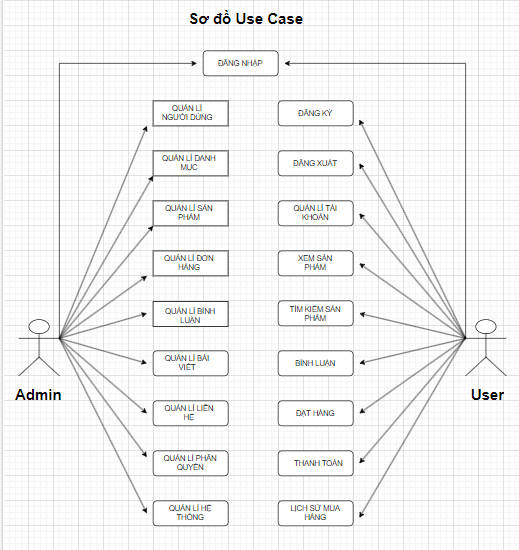 Sơ đồ Use Case
ĐĂNG NHẬP
QUẢN LÍ
NGƯỜI DÙNG
ĐĂNG KÝ
QUẢN LÍ DANH
MỤC
ĐĂNG XUẤT
QUẢN LÍ SẢN
PHẨM
QUẢN LÍ TÀI
KHOẢN
QUẢN LÍ ĐƠN
HÀNG
XEM SẢN
PHẨM
QUẢN LÍ BÌNH
LUẬN
TÌM KIẾM SẢN
PHẨM
QUẢN LÍ BÀI
VIẾT
BÌNH LUẬN
Admin
User
QUẢN LÍ LIÊN
HỆ
ĐẶT HÀNG
QUẢN LÍ PHÂN
QUYỀN
THANH TOÁN
QUẢN LÍ HỆ
THỐNG
LỊCH SỬ MUA
HÀNG